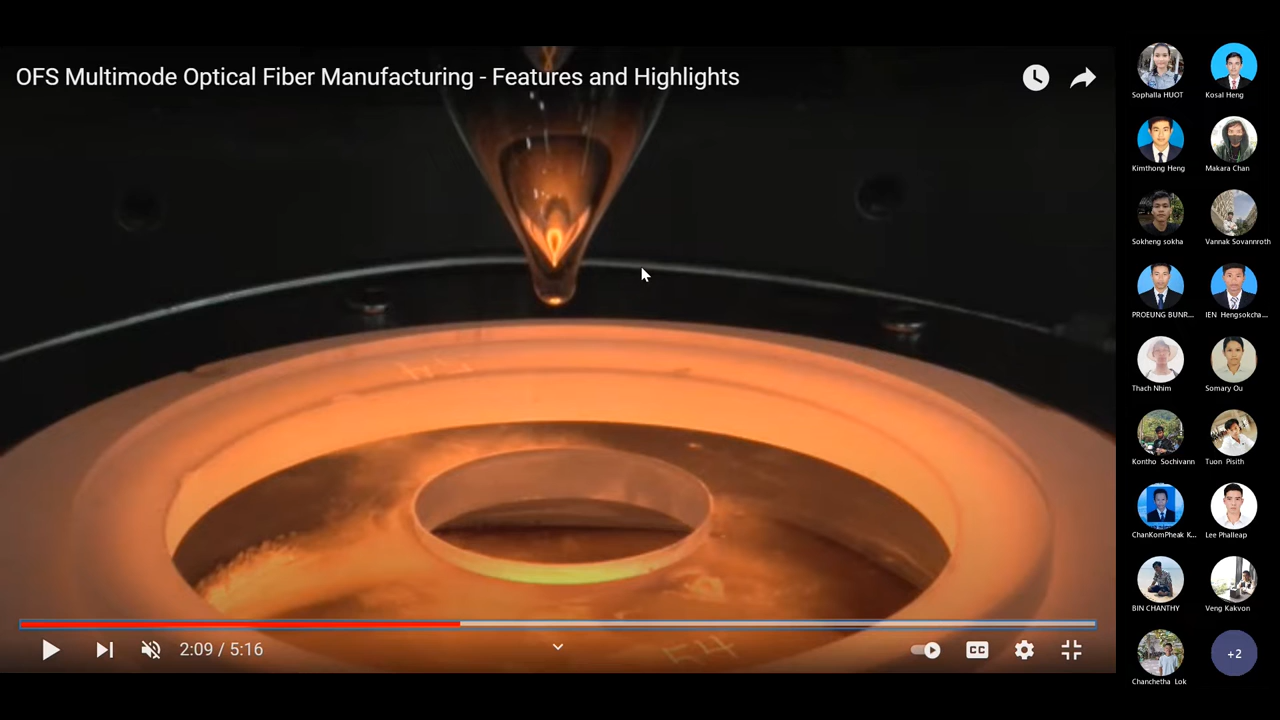 OFS Multimode Optical Fiber Manufacturing - Features and Highlights
2:09 / 5:16
CC
54
Sophalla HUOT
Kosal Heng
Kimthong Heng
Makara Chan
Sokheng sokha
Vannak Sovannroth
PROEUNG BUNR...
IEN Hengsokcha...
Thach Nhim
Somary Ou
Kontho Sochivann
Tuon Pisith
ChanKomPheak K...
Lee Phalleap
BIN CHANTHY
Veng Kakvon
Chanchetha Lok
+2